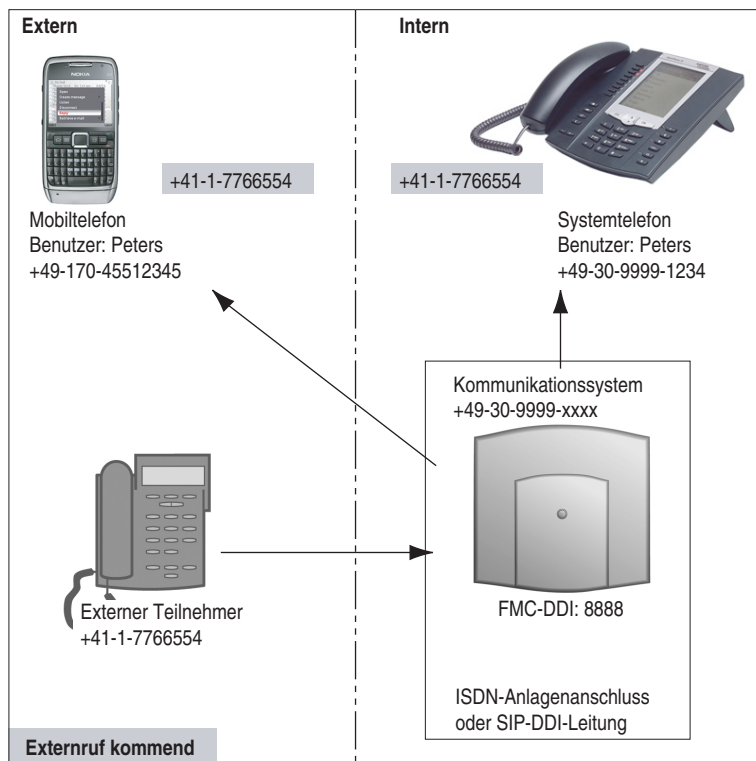 Extern
Intern
NOKIA
+41-1-7766554
+41-1-7766554
Mobiltelefon
Benutzer: Peters
+49-170-45512345
Systemtelefon
Benutzer: Peters
+49-30-9999-1234
Kommunikationssystem
+49-30-9999-xxxx
FMC-DDI: 8888
Externer Teilnehmer
+41-1-7766554
ISDN-Anlagenanschluss
oder SIP-DDI-Leitung
Externruf kommend